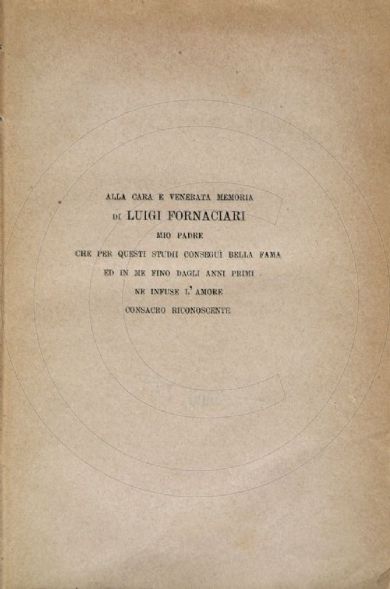 ALLA CARA E VENERATA MEMORIA
DI LUIGI FORNACIARI
MIO PADRE
CHE PER QUESTI STUDII CONSEGUÌ BELLA FAMA
ED IN ME FINO DAGLI ANNI PRIMI
NE INFUSE L'AMORE
CONSACRO RICONOSCENTE